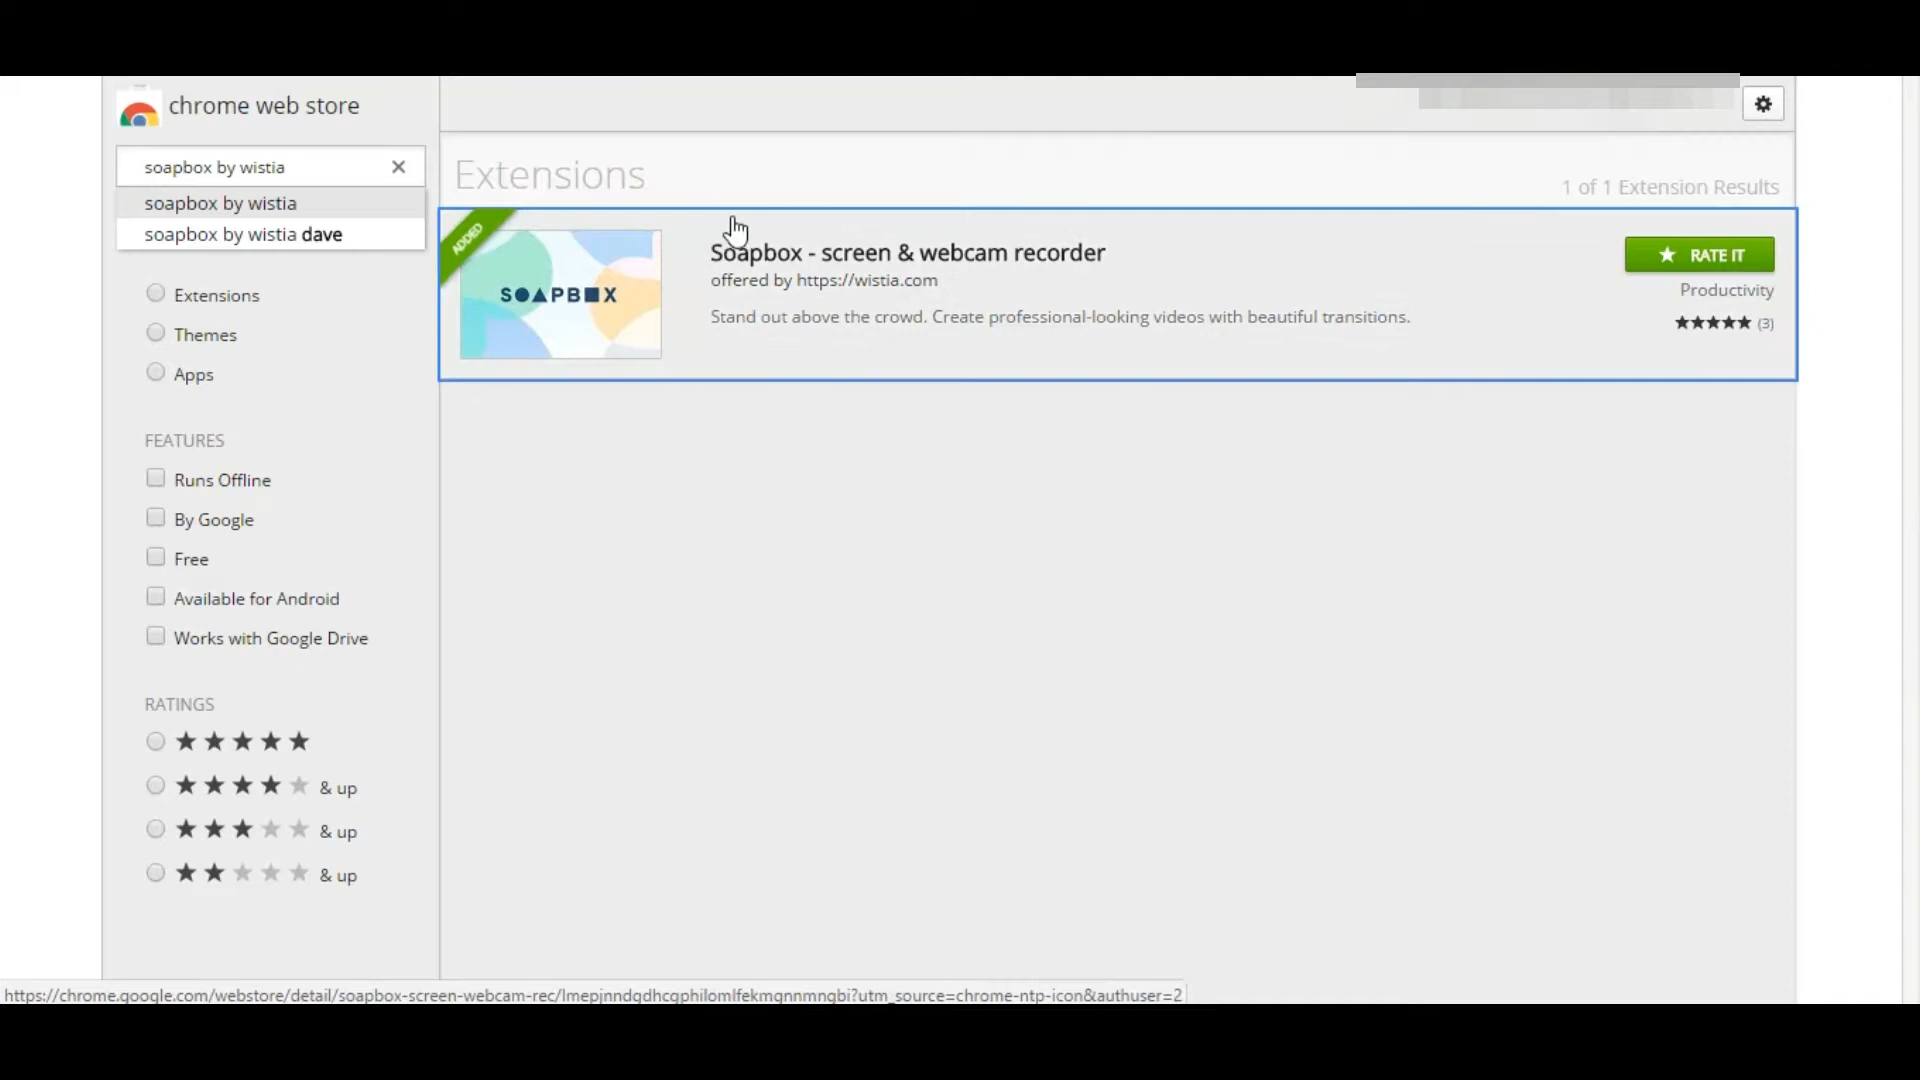 chrome web store
soapbox by wistia
soapbox by wistia
soapbox by wistia dave
Extensions
Themes
Apps
FEATURES
Runs Offline
By Google
Free
Available for Android
Works with Google Drive
RATINGS
& up
& up
& up
Extensions
1 of 1 Extension Results
ADDED
SOAPBOX
Soapbox - screen & webcam recorder
offered by https://wistia.com
Stand out above the crowd. Create professional-looking videos with beautiful transitions.
RATE IT
Productivity
(3)
https://chrome.google.com/webstore/detail/soapbox-screen-webcam-rec/lmepjnndgdhcgphilomlfekmgnnmngbi?utm_source=chrome-ntp-icon&authuser=2